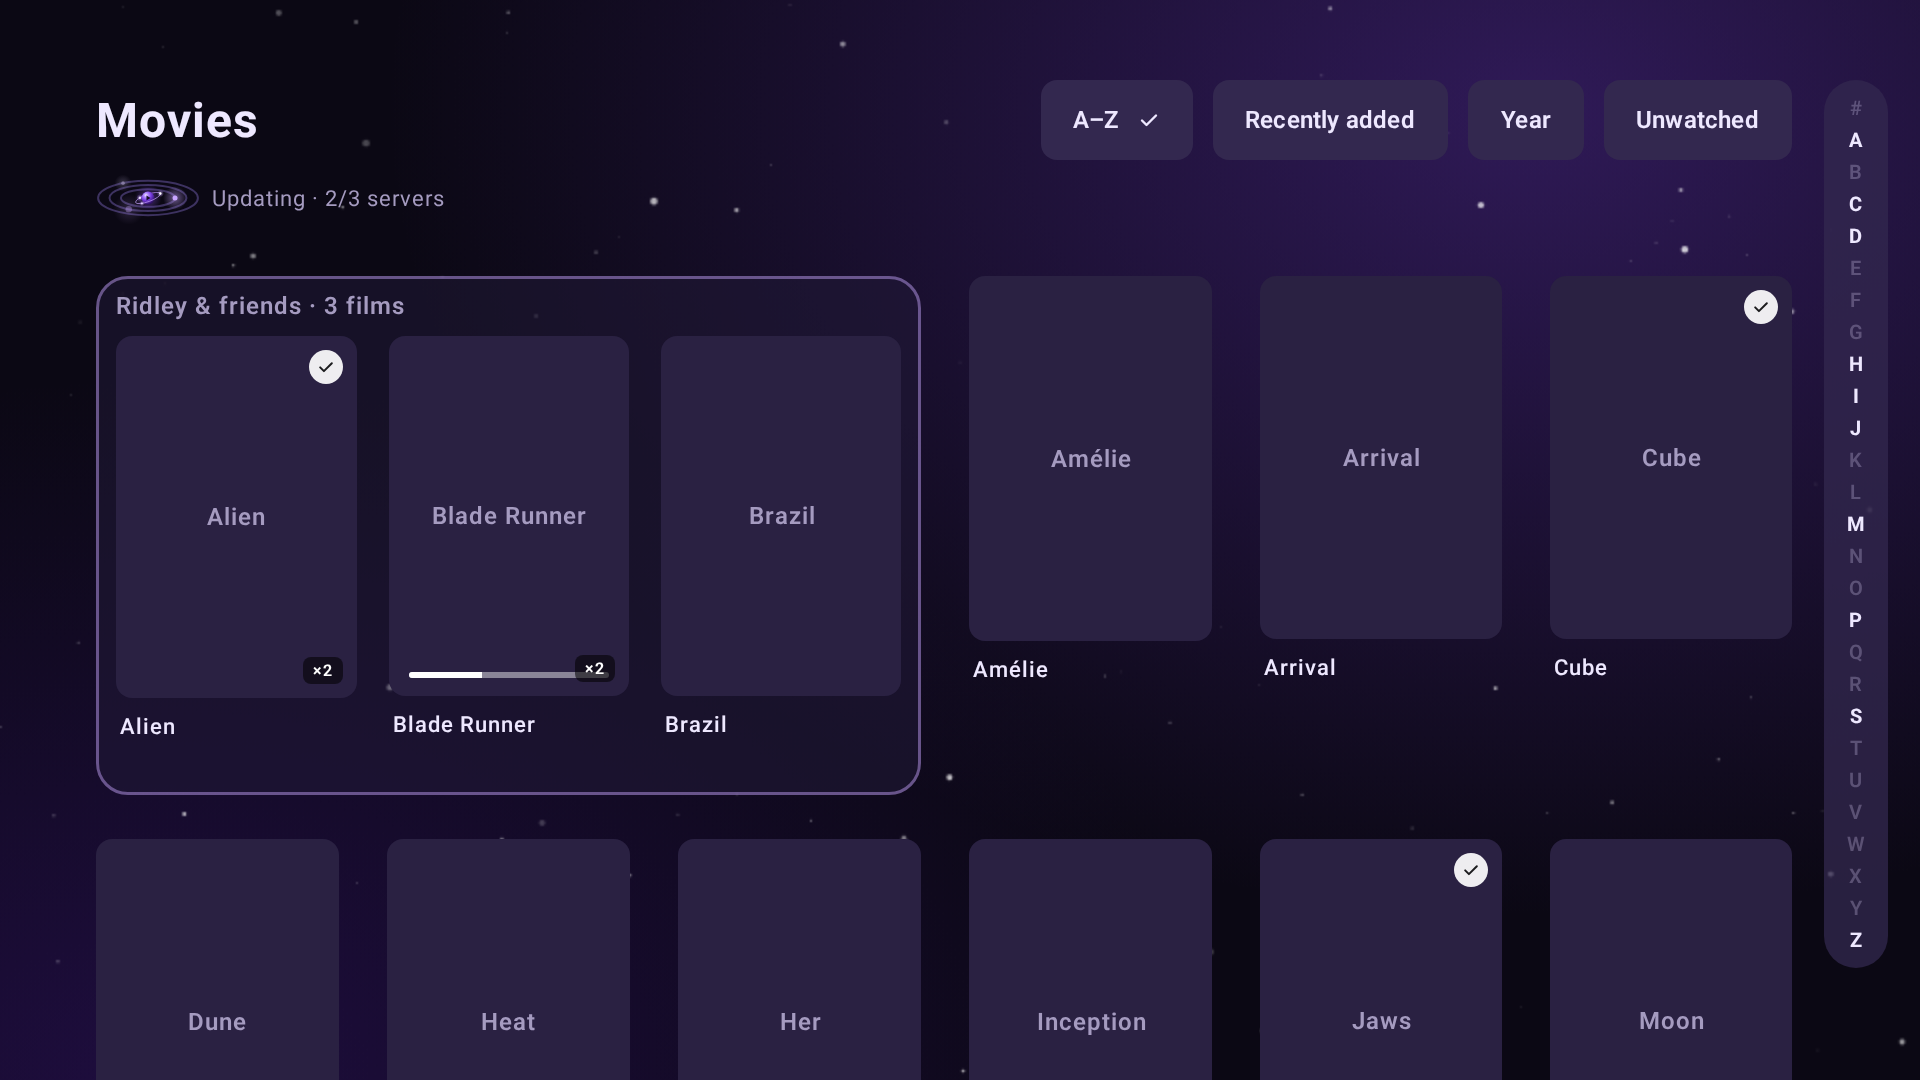 Movies
A–Z
Recently added
Year
Unwatched
Updating · 2/3 servers
Ridley & friends · 3 films
Alien
×2
Alien
Blade Runner
×2
Blade Runner
Brazil
Brazil
Amélie
Amélie
Arrival
Arrival
Cube
Cube
Dune
Heat
Her
Inception
Jaws
Moon
#
A
B
C
D
E
F
G
H
I
J
K
L
M
N
O
P
Q
R
S
T
U
V
W
X
Y
Z